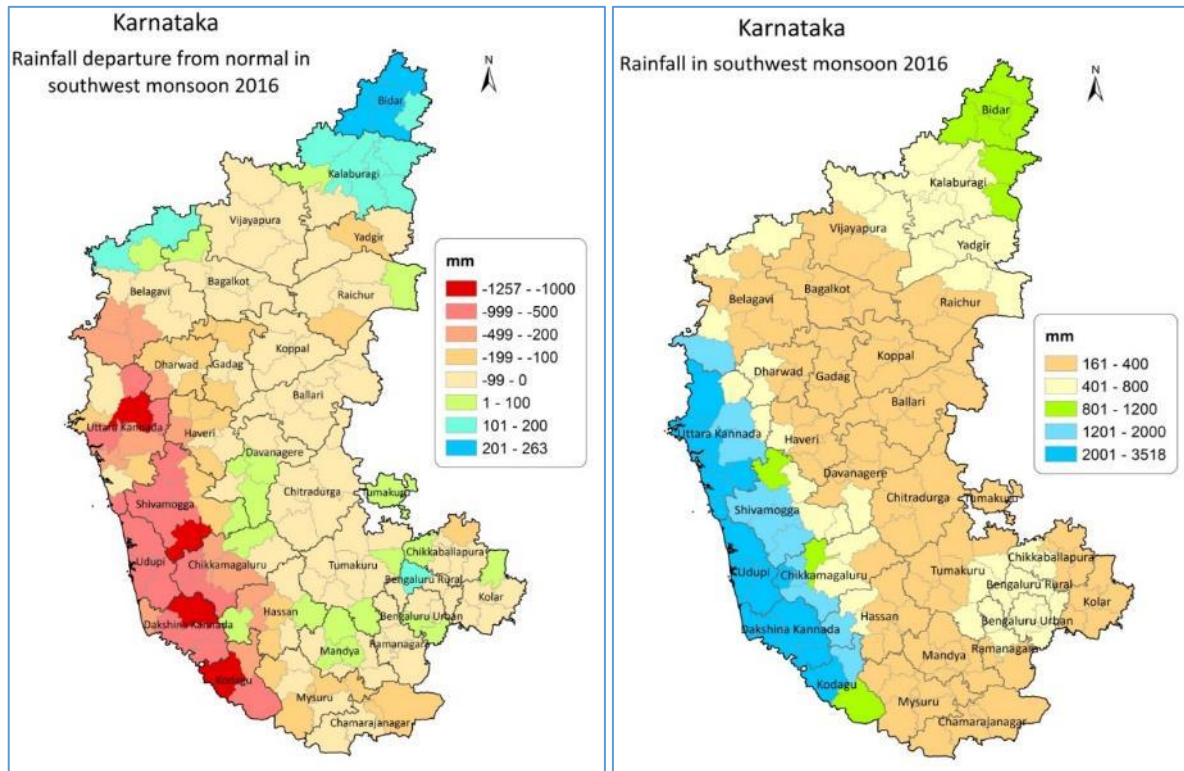 Karnataka
Rainfall departure from normal in
southwest monsoon 2016
N
Bidar
Kalaburagi
Vijayapura
Yadgir
Belagavi
Bagalkot
Raichur
Koppal
Dharwad
Gadag
Ballari
Uttara Kannada
Haveri
Davanagere
Chitradurga
Tumakuru
Shivamogga
Udupi
Chikkamagaluru
Tumakuru
Chikkaballapura
Bengaluru Rural
Kolar
Hassan
Bengaluru Urban
Dakshina Kannada
Mandya
Ramanagara
Kodagu
Mysuru
Chamarajanagar
mm
-1257 - -1000
-999 - -500
-499 - -200
-199 - -100
-99 - 0
1 - 100
101 - 200
201 - 263
Karnataka
Rainfall in southwest monsoon 2016
N
Bidar
Kalaburagi
Vijayapura
Yadgir
Belagavi
Bagalkot
Raichur
Koppal
Dharwad
Gadag
Ballari
Uttara Kannada
Haveri
Davanagere
Chitradurga
Tumakuru
Shivamogga
Udupi
Chikkamagaluru
Tumakuru
Chikkaballapura
Bengaluru Rural
Kolar
Hassan
Bengaluru Urban
Dakshina Kannada
Mandya
Ramanagara
Kodagu
Mysuru
Chamarajanagar
mm
161 - 400
401 - 800
801 - 1200
1201 - 2000
2001 - 3518